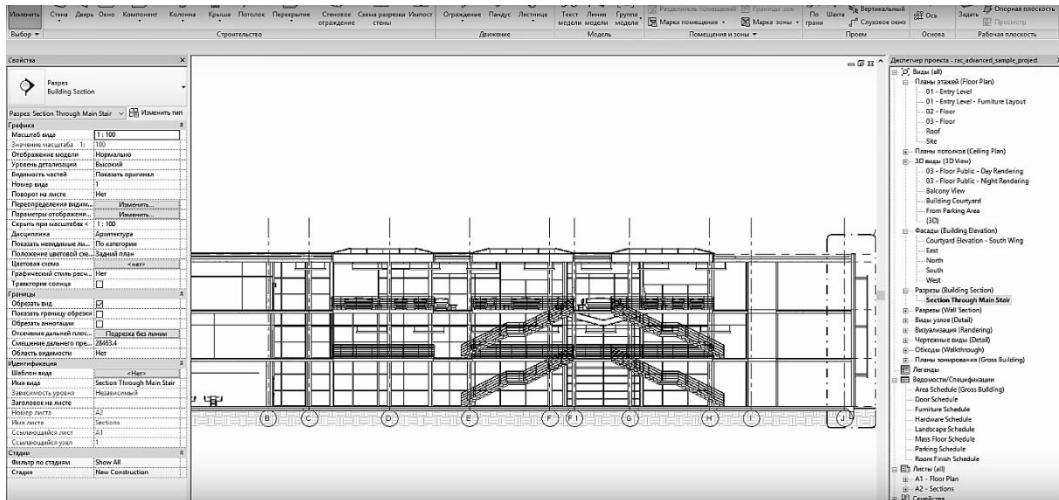 Изменить
Стена Дверь Окно Компонент Колонна Крыша Потолок Перекрытие Стеновое ограждение Схема разрезки стены Импост
Ограждение Пандус Лестница
Текст модели Линия модели Группа модели
Разделитель помещений Границы зон
Марка помещения Марка зоны
По грани Шахта Вертикальный
Слуховое окно
Ось
Задать Опорная плоскость
Просмотр
Выбор Строительство Движение Модель Помещения и зоны Проем Основа Рабочая плоскость
Свойства
Разрез
Building Section
Разрез: Section Through Main Stair Изменить тип
Графика
Масштаб вида 1 : 100
Значение масштаба 1: 100
Отображение модели Нормально
Уровень детализации Высокий
Видимость частей Показать оригинал
Номер вида 1
Поворот на листе Нет
Переопределения видим... Изменить...
Параметры отображени... Изменить...
Скрыть при масштабах < 1 : 100
Дисциплина Архитектура
Показать невидимые ли... По категории
Положение цветовой схе... Задний план
Цветовая схема <нет>
Графический стиль расч... Нет
Траектория солнца
Границы
Обрезать вид
Показать границу обрезки
Обрезать аннотации
Отсечение дальней плос... Подрезка без линии
Смещение дальнего пре... 28463.4
Область видимости Нет
Идентификация
Шаблон вида <Нет>
Имя вида Section Through Main Stair
Зависимость уровня Независимый
Заголовок на листе
Номер листа A2
Имя листа Sections
Ссылающийся лист A1
Ссылающийся узел 1
Стадии
Фильтр по стадиям Show All
Стадия New Construction
B C D E F F.1 G H I J
Диспетчер проекта - rac_advanced_sample_project
Виды (all)
Планы этажей (Floor Plan)
01 - Entry Level
01 - Entry Level - Furniture Layout
02 - Floor
03 - Floor
Roof
Site
Планы потолков (Ceiling Plan)
3D виды (3D View)
03 - Floor Public - Day Rendering
03 - Floor Public - Night Rendering
Balcony View
Building Courtyard
From Parking Area
{3D}
Фасады (Building Elevation)
Courtyard Elevation - South Wing
East
North
South
West
Разрезы (Building Section)
Section Through Main Stair
Разрезы (Wall Section)
Виды узлов (Detail)
Визуализация (Rendering)
Чертежные виды (Detail)
Обходы (Walkthrough)
Планы зонирования (Gross Building)
Легенды
Ведомости/Спецификации
Area Schedule (Gross Building)
Door Schedule
Furniture Schedule
Hardware Schedule
Landscape Schedule
Mass Floor Schedule
Parking Schedule
Room Finish Schedule
Листы (all)
A1 - Floor Plan
A2 - Sections
Семейства